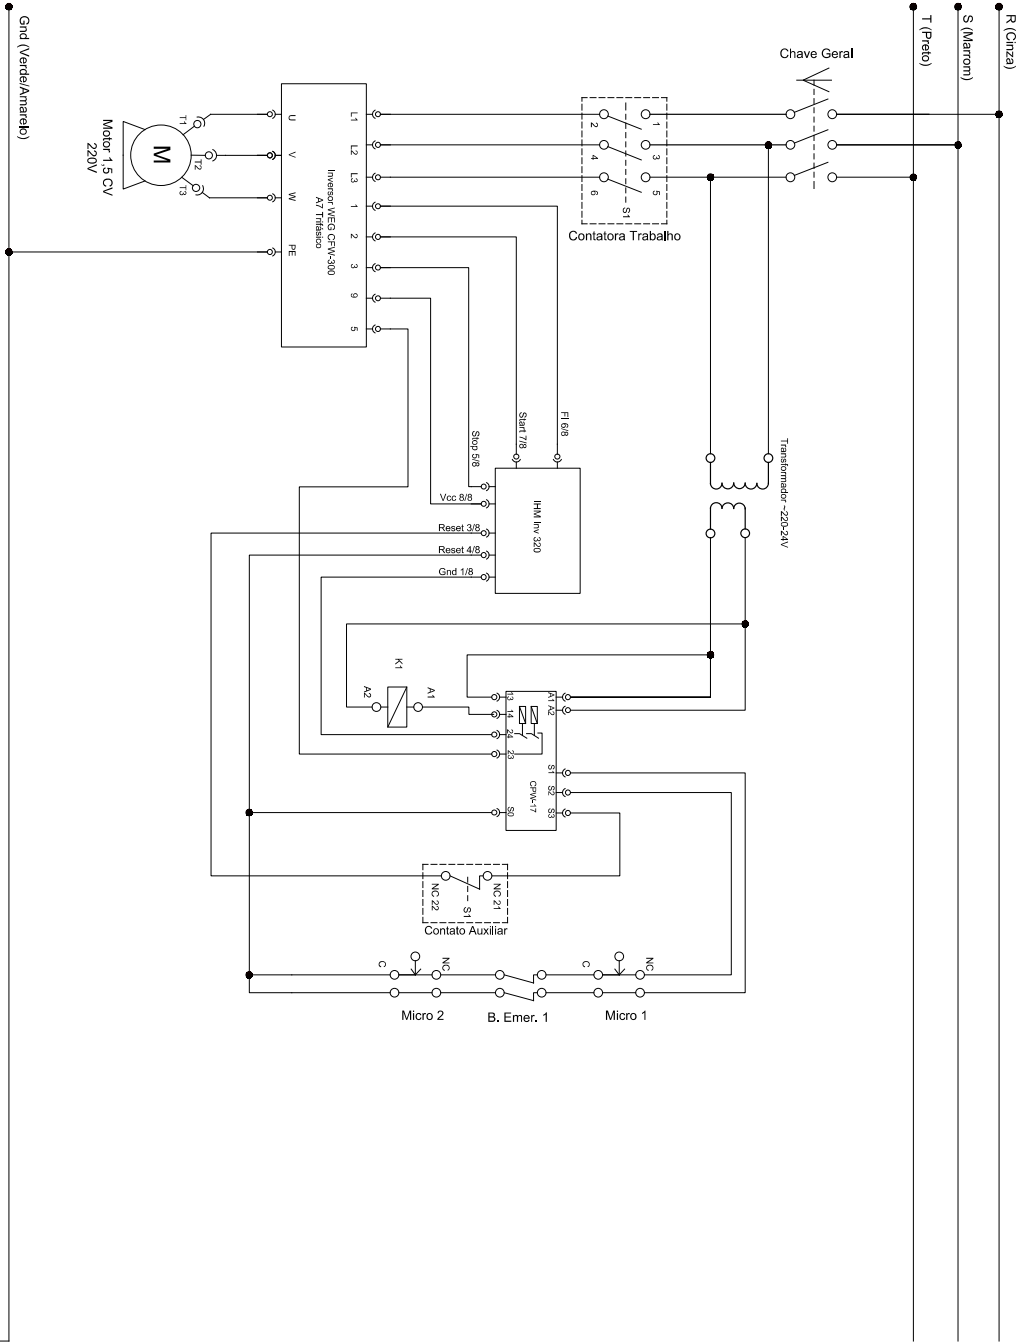 R (Cinza)
S (Marrom)
T (Preto)
Gnd (Verde/Amarelo)
Chave Geral
1
2
3
4
5
6
S1
Contatora Trabalho
L1
L2
L3
1
2
3
9
5
U
V
W
PE
Inversor WEG CFW-300
A7 Trifásico
T1
T2
T3
M
Motor 1,5 CV
220V
Transformador ~220-24V
FI 6/8
Start 7/8
Stop 5/8
Vcc 8/8
Reset 3/8
Reset 4/8
Gnd 1/8
IHM Inv 320
K1
A1
A2
13
14
24
23
A1
A2
S1
S2
S3
S0
CPW-17
NC 21
NC 22
S1
Contato Auxiliar
C
NC
C
NC
Micro 2
B. Emer. 1
Micro 1